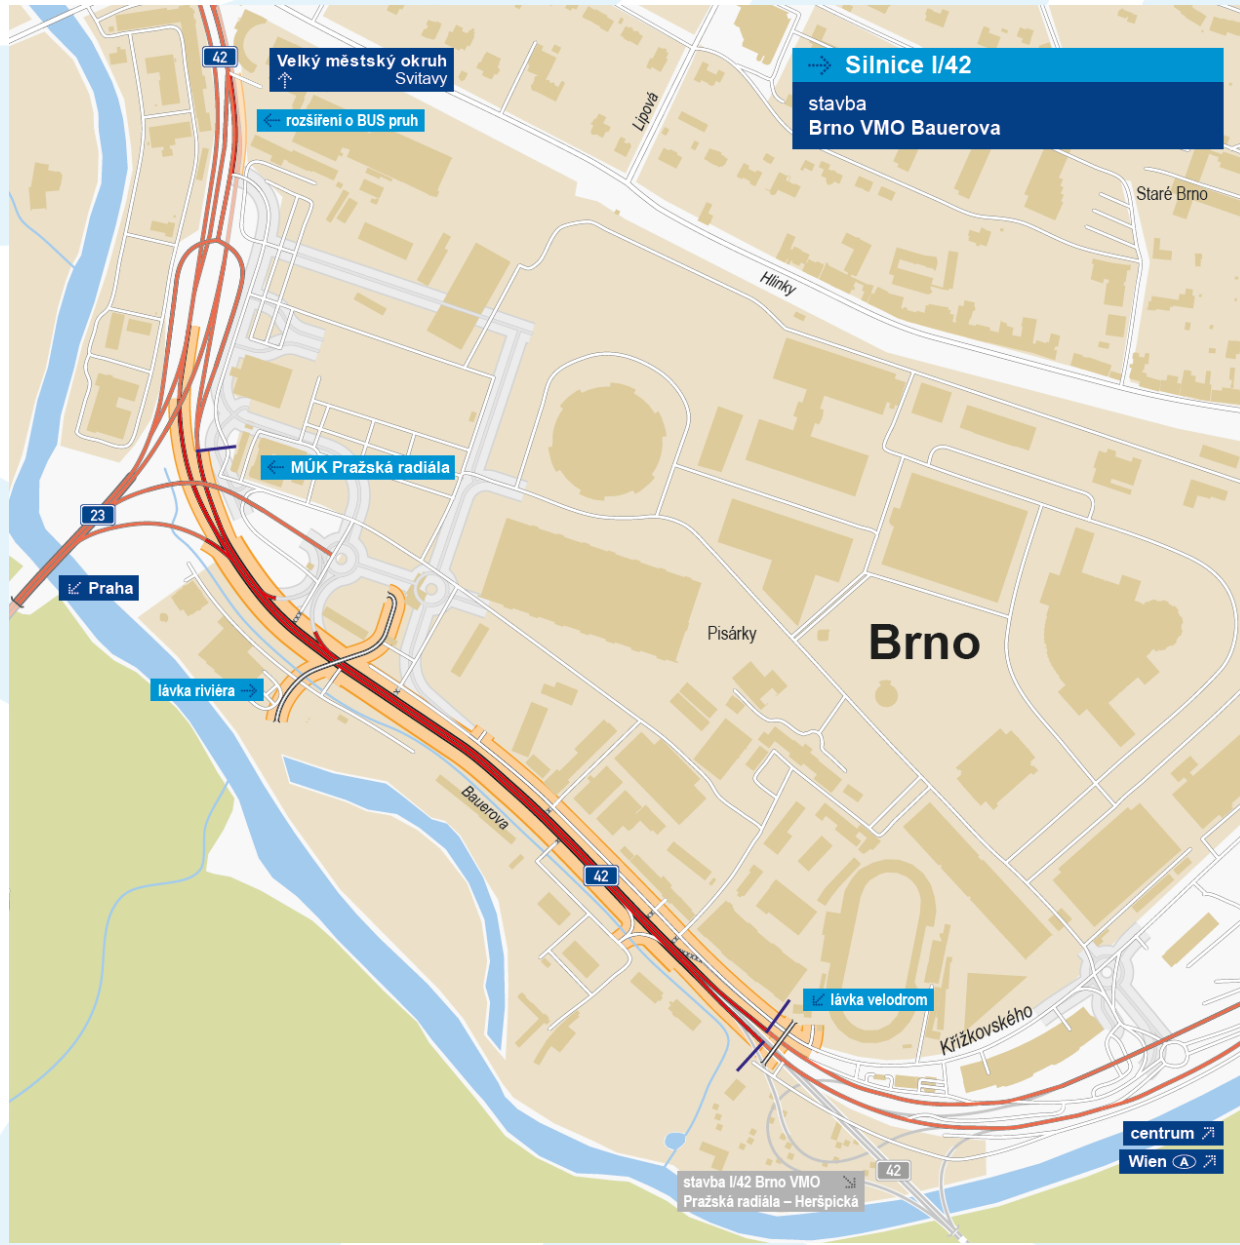 42
Velký městský okruh
Svitavy
rozšíření o BUS pruh
Silnice I/42
stavba
Brno VMO Bauerova
Lipová
Staré Brno
Hlinky
MÚK Pražská radiála
23
Praha
Pisárky
Brno
lávka riviéra
Bauerova
42
lávka velodrom
Křížkovského
centrum
Wien A
42
stavba I/42 Brno VMO
Pražská radiála – Heršpická